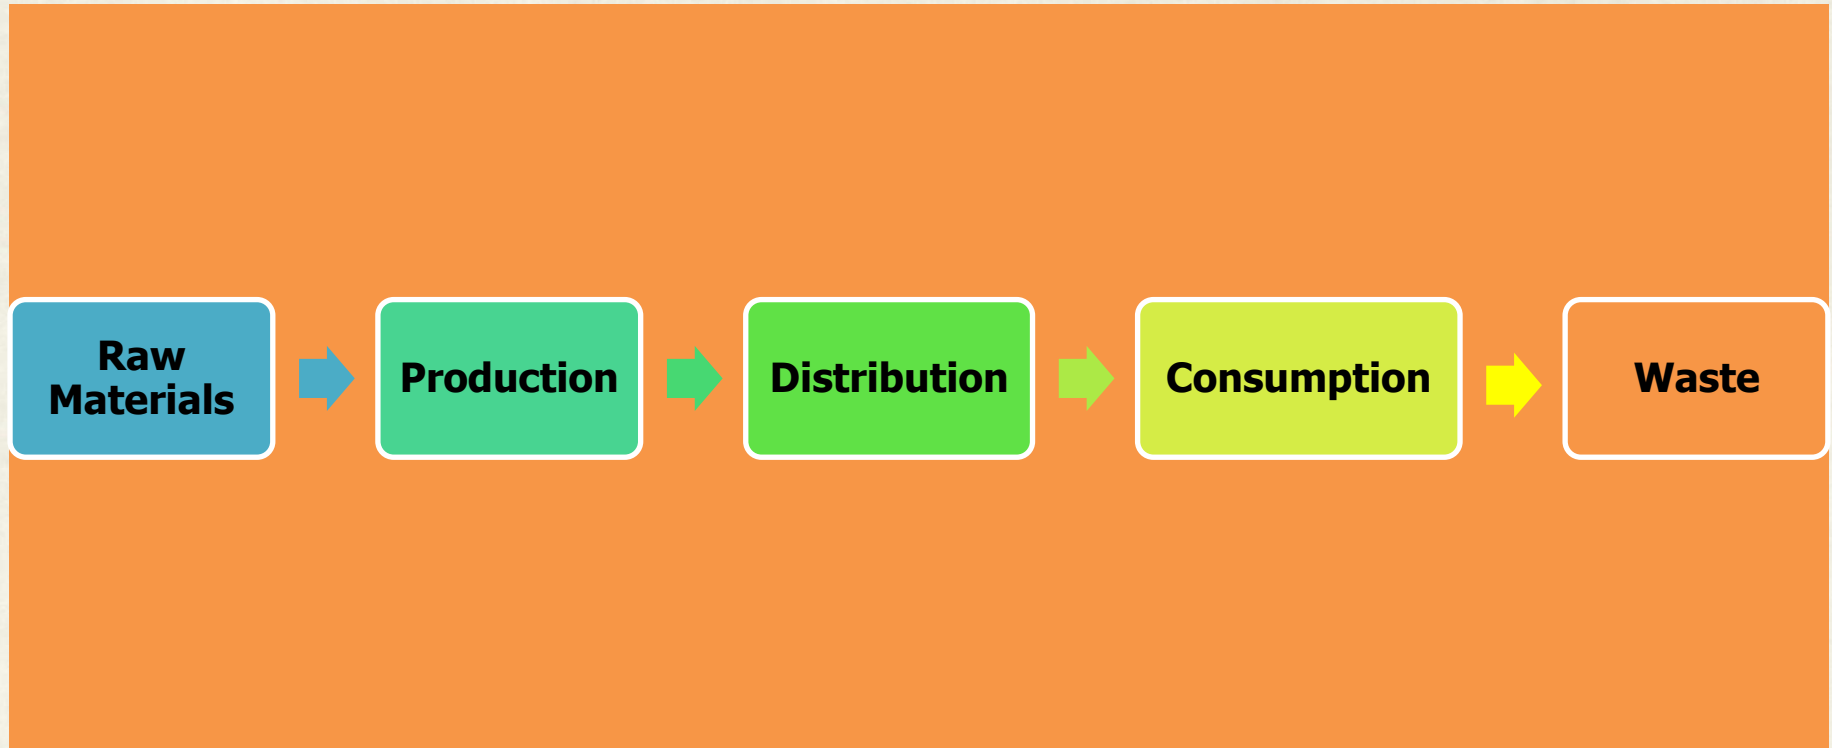 Raw
Materials
Production
Distribution
Consumption
Waste